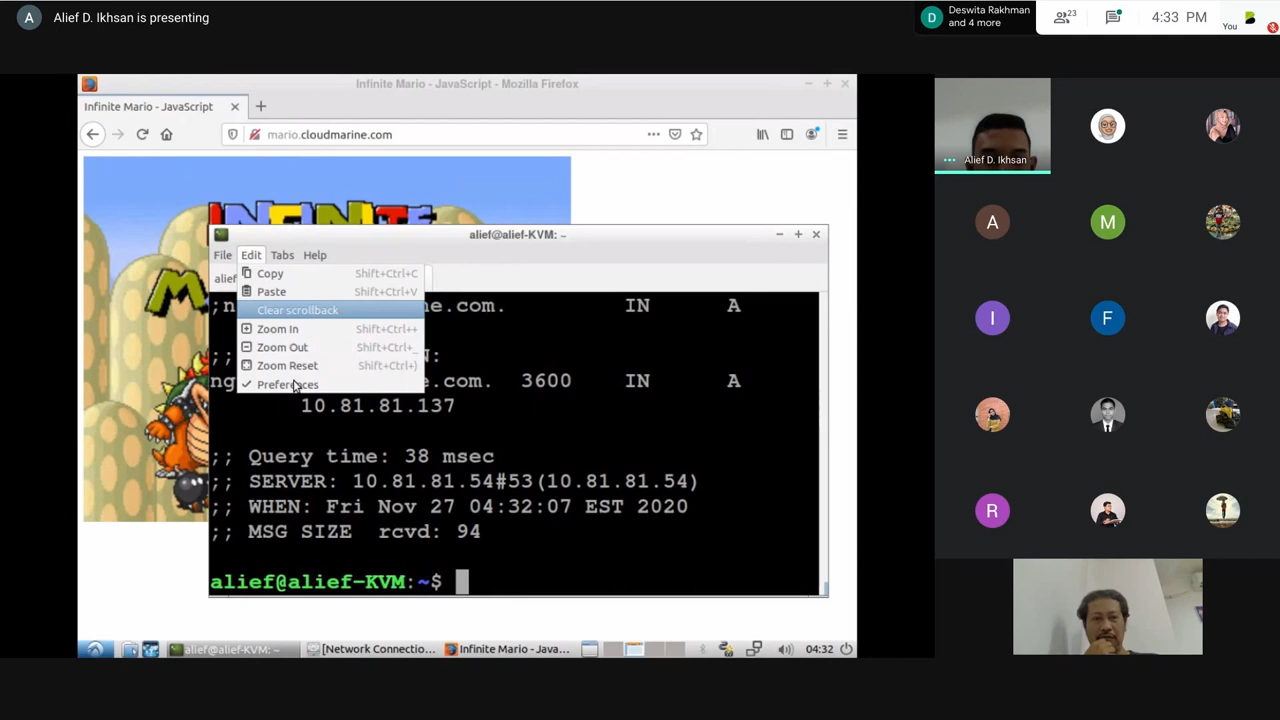 A
Alief D. Ikhsan is presenting
D
Deswita Rakhman
and 4 more
23
4:33 PM
You
Infinite Mario - JavaScript - Mozilla Firefox
Infinite Mario - JavaScript
mario.cloudmarine.com
INFINITE
M
alief@alief-KVM: ~
File Edit Tabs Help
alief
Copy Shift+Ctrl+C
Paste Shift+Ctrl+V
Clear scrollback
Zoom In Shift+Ctrl++
Zoom Out Shift+Ctrl+_
Zoom Reset Shift+Ctrl+)
Preferences
;n e.com. IN A
;; N:
ng e.com. 3600 IN A
10.81.81.137
;; Query time: 38 msec
;; SERVER: 10.81.81.54#53(10.81.81.54)
;; WHEN: Fri Nov 27 04:32:07 EST 2020
;; MSG SIZE rcvd: 94
alief@alief-KVM:~$
alief@alief-KVM: ~
[Network Connectio...
Infinite Mario - Java...
04:32
Alief D. Ikhsan
A
M
I
F
R